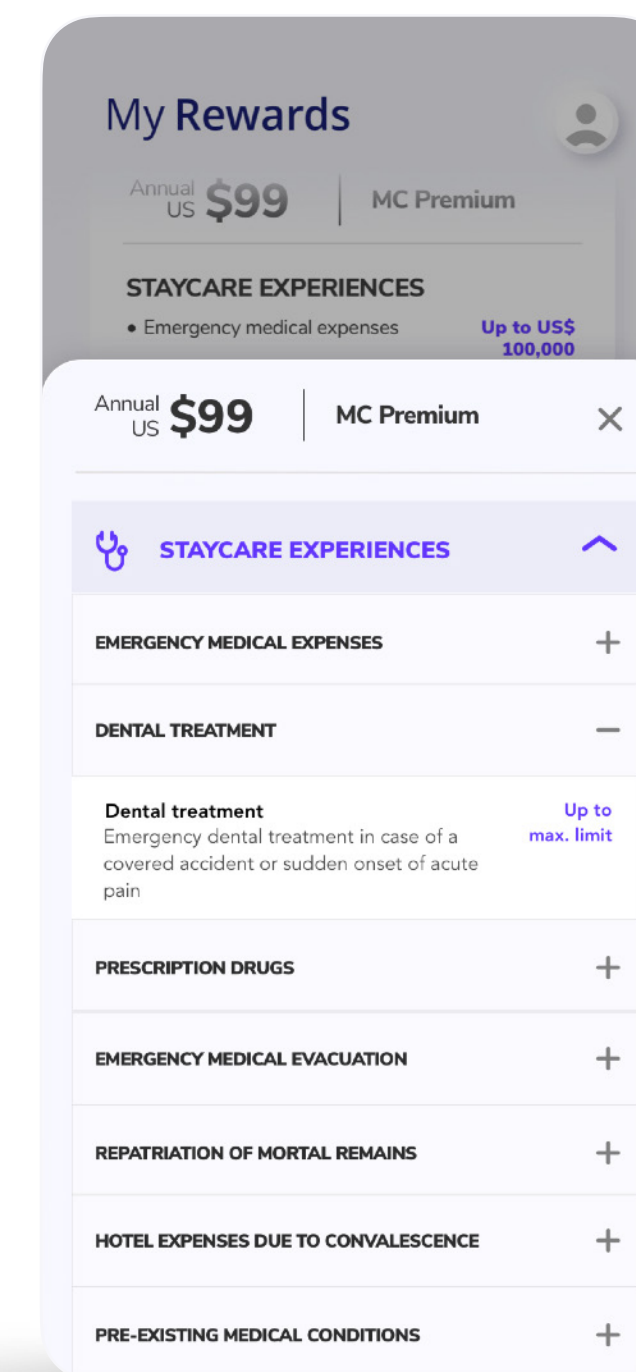 My Rewards
Annual US $99 MC Premium
STAYCARE EXPERIENCES
• Emergency medical expenses Up to US$ 100,000
Annual US $99 MC Premium
STAYCARE EXPERIENCES
EMERGENCY MEDICAL EXPENSES
DENTAL TREATMENT
Dental treatment Up to
Emergency dental treatment in case of a max. limit
covered accident or sudden onset of acute
pain
PRESCRIPTION DRUGS
EMERGENCY MEDICAL EVACUATION
REPATRIATION OF MORTAL REMAINS
HOTEL EXPENSES DUE TO CONVALESCENCE
PRE-EXISTING MEDICAL CONDITIONS